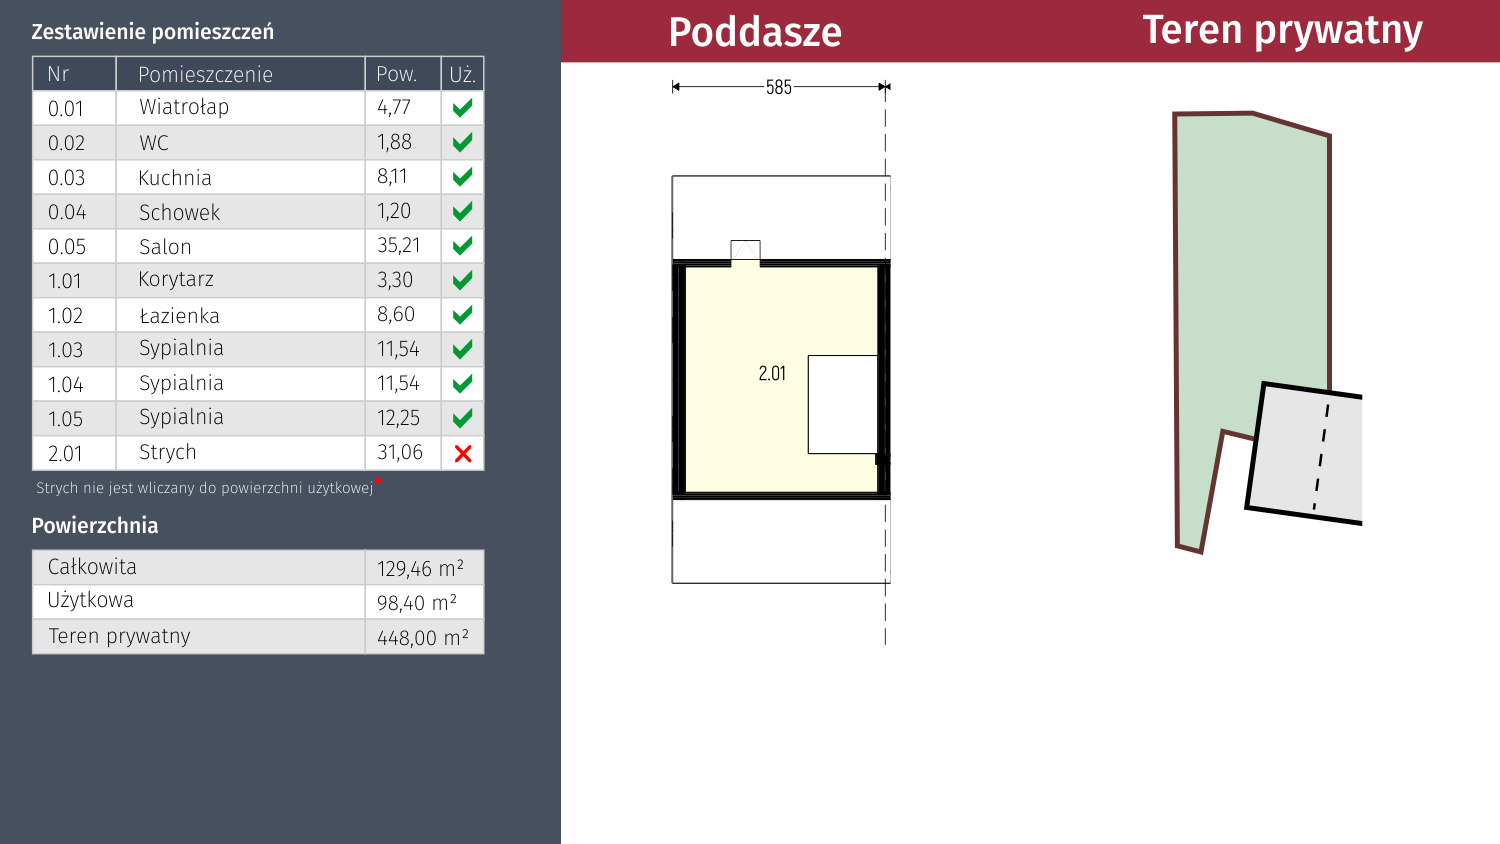 Zestawienie pomieszczeń
Nr Pomieszczenie Pow. Uż.
0.01 Wiatrołap 4,77
0.02 WC 1,88
0.03 Kuchnia 8,11
0.04 Schowek 1,20
0.05 Salon 35,21
1.01 Korytarz 3,30
1.02 Łazienka 8,60
1.03 Sypialnia 11,54
1.04 Sypialnia 11,54
1.05 Sypialnia 12,25
2.01 Strych 31,06
Strych nie jest wliczany do powierzchni użytkowej*
Powierzchnia
Całkowita 129,46 m²
Użytkowa 98,40 m²
Teren prywatny 448,00 m²
Poddasze
585
2.01
Teren prywatny